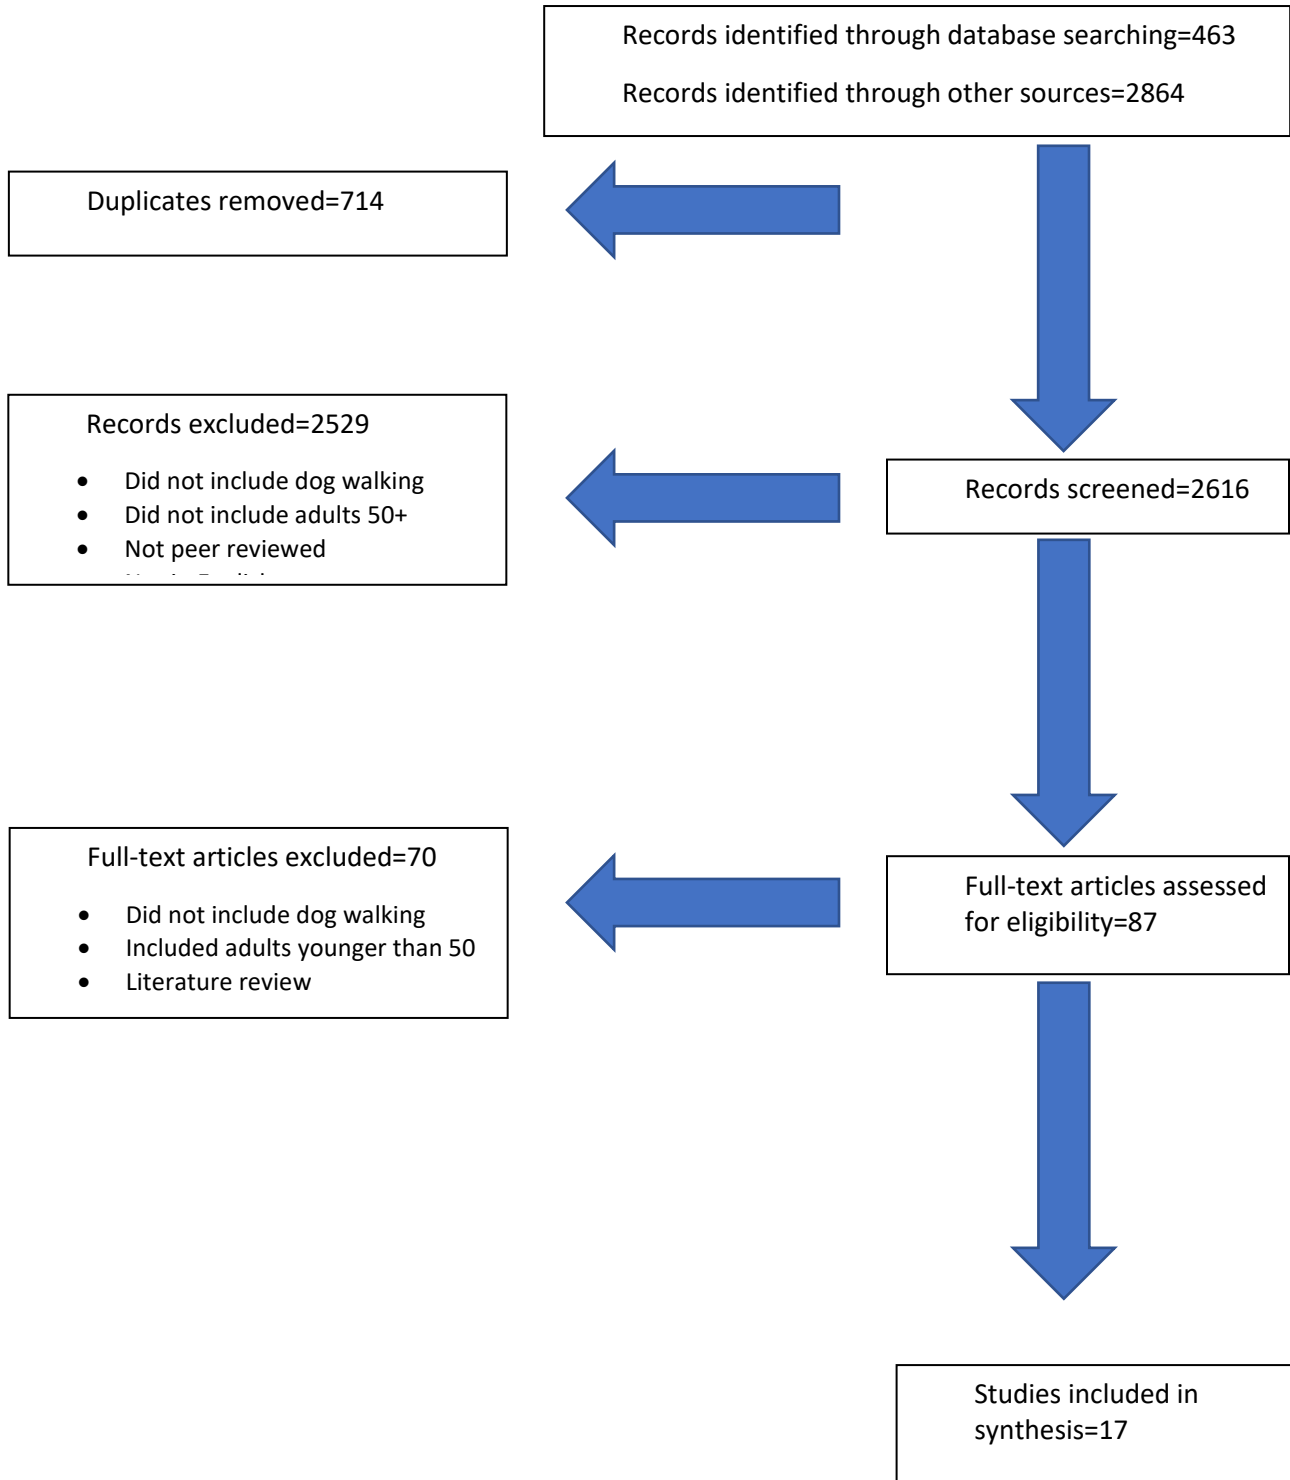 Records identified through database searching=463
Records identified through other sources=2864
Duplicates removed=714
Records excluded=2529
• Did not include dog walking
• Did not include adults 50+
• Not peer reviewed
Records screened=2616
Full-text articles excluded=70
• Did not include dog walking
• Included adults younger than 50
• Literature review
Full-text articles assessed
for eligibility=87
Studies included in
synthesis=17